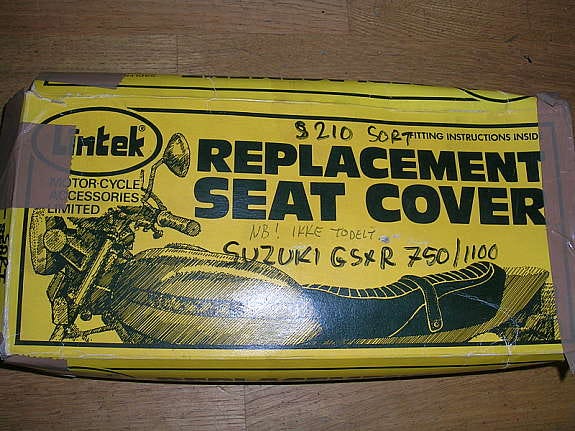 Lintek®
MOTOR-CYCLE
ACCESSORIES
LIMITED
S210 SORT
FITTING INSTRUCTIONS INSID
REPLACEMENT
SEAT COVER
NB! IKKE TODELT
SUZUKI GSXR 750/1100